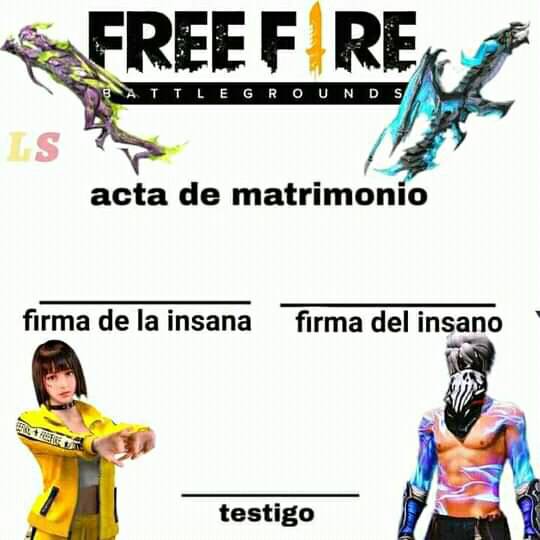 FREE FIRE
BATTLEGROUNDS
LS
acta de matrimonio
firma de la insana
firma del insano
testigo